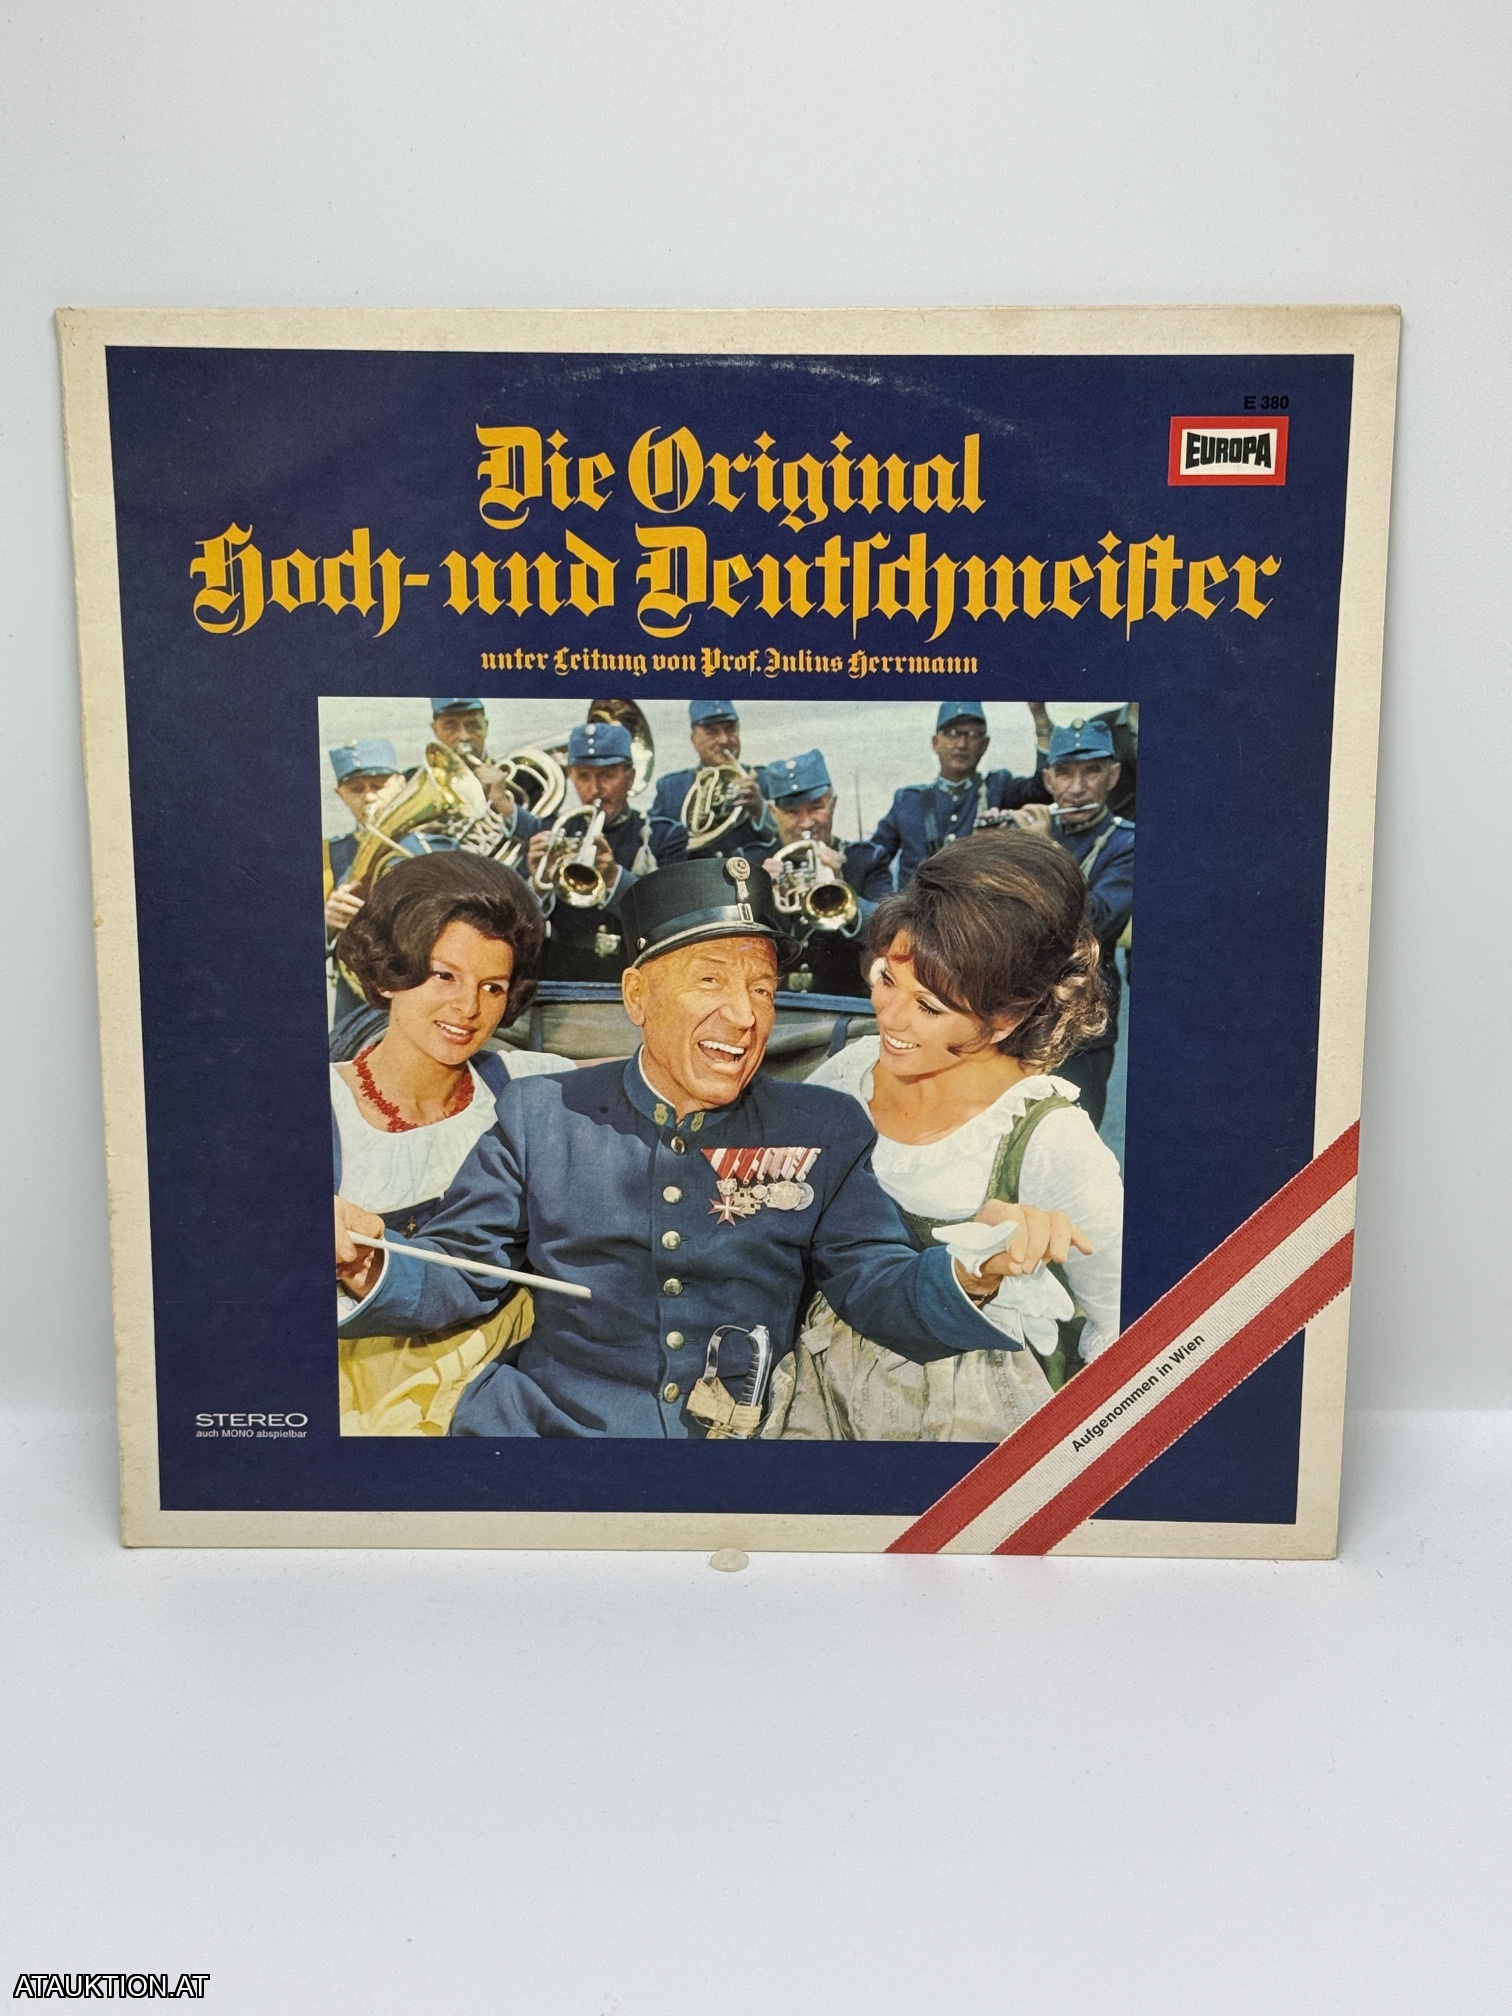 E 380
EUROPA
Die Original
Hoch- und Deutschmeister
unter Leitung von Prof. Julius Herrmann
STEREO
auch MONO abspielbar
Aufgenommen in Wien
ATAUKTION.AT